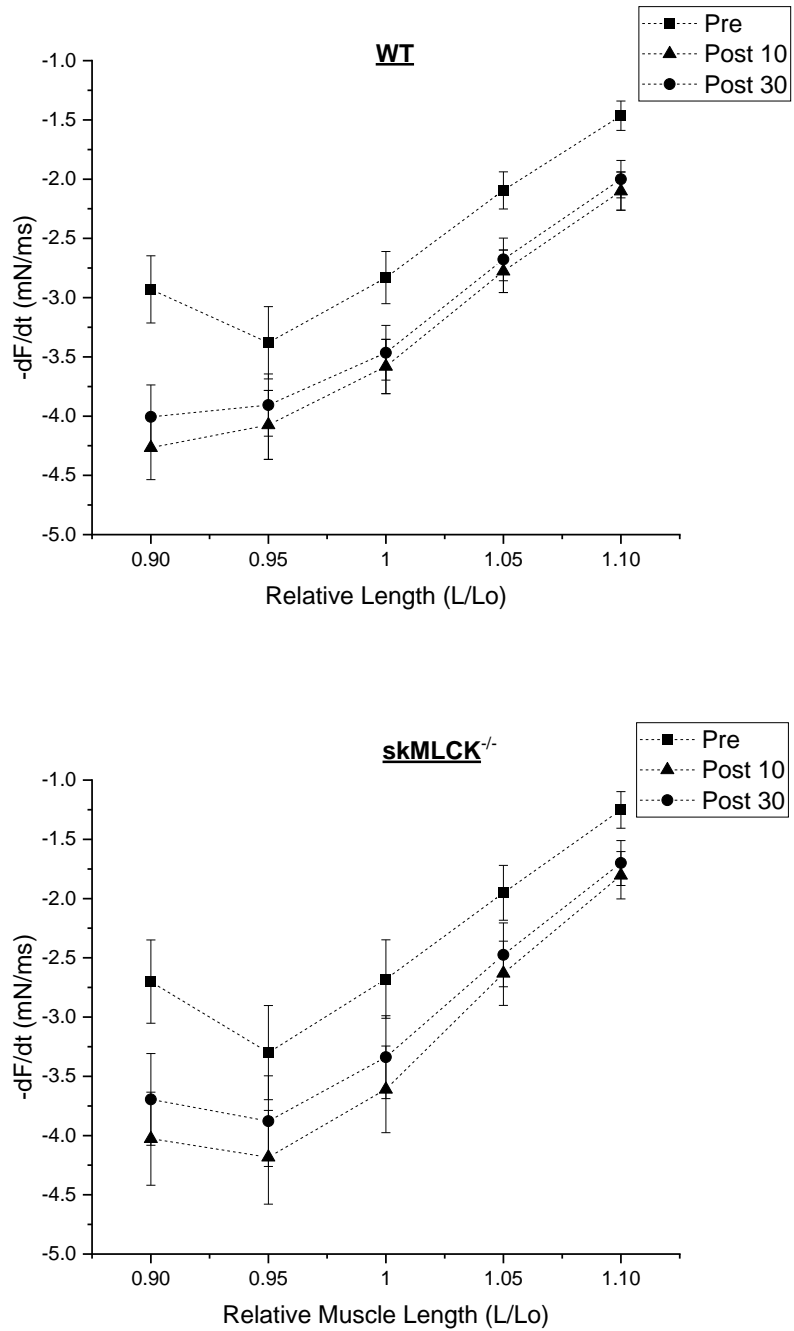 WT
Pre
Post 10
Post 30
-1.0
-1.5
-2.0
-2.5
-3.0
-3.5
-4.0
-4.5
-5.0
-dF/dt (mN/ms)
0.90 0.95 1 1.05 1.10
Relative Length (L/Lo)
skMLCK-/-
Pre
Post 10
Post 30
-1.0
-1.5
-2.0
-2.5
-3.0
-3.5
-4.0
-4.5
-5.0
-dF/dt (mN/ms)
0.90 0.95 1 1.05 1.10
Relative Muscle Length (L/Lo)